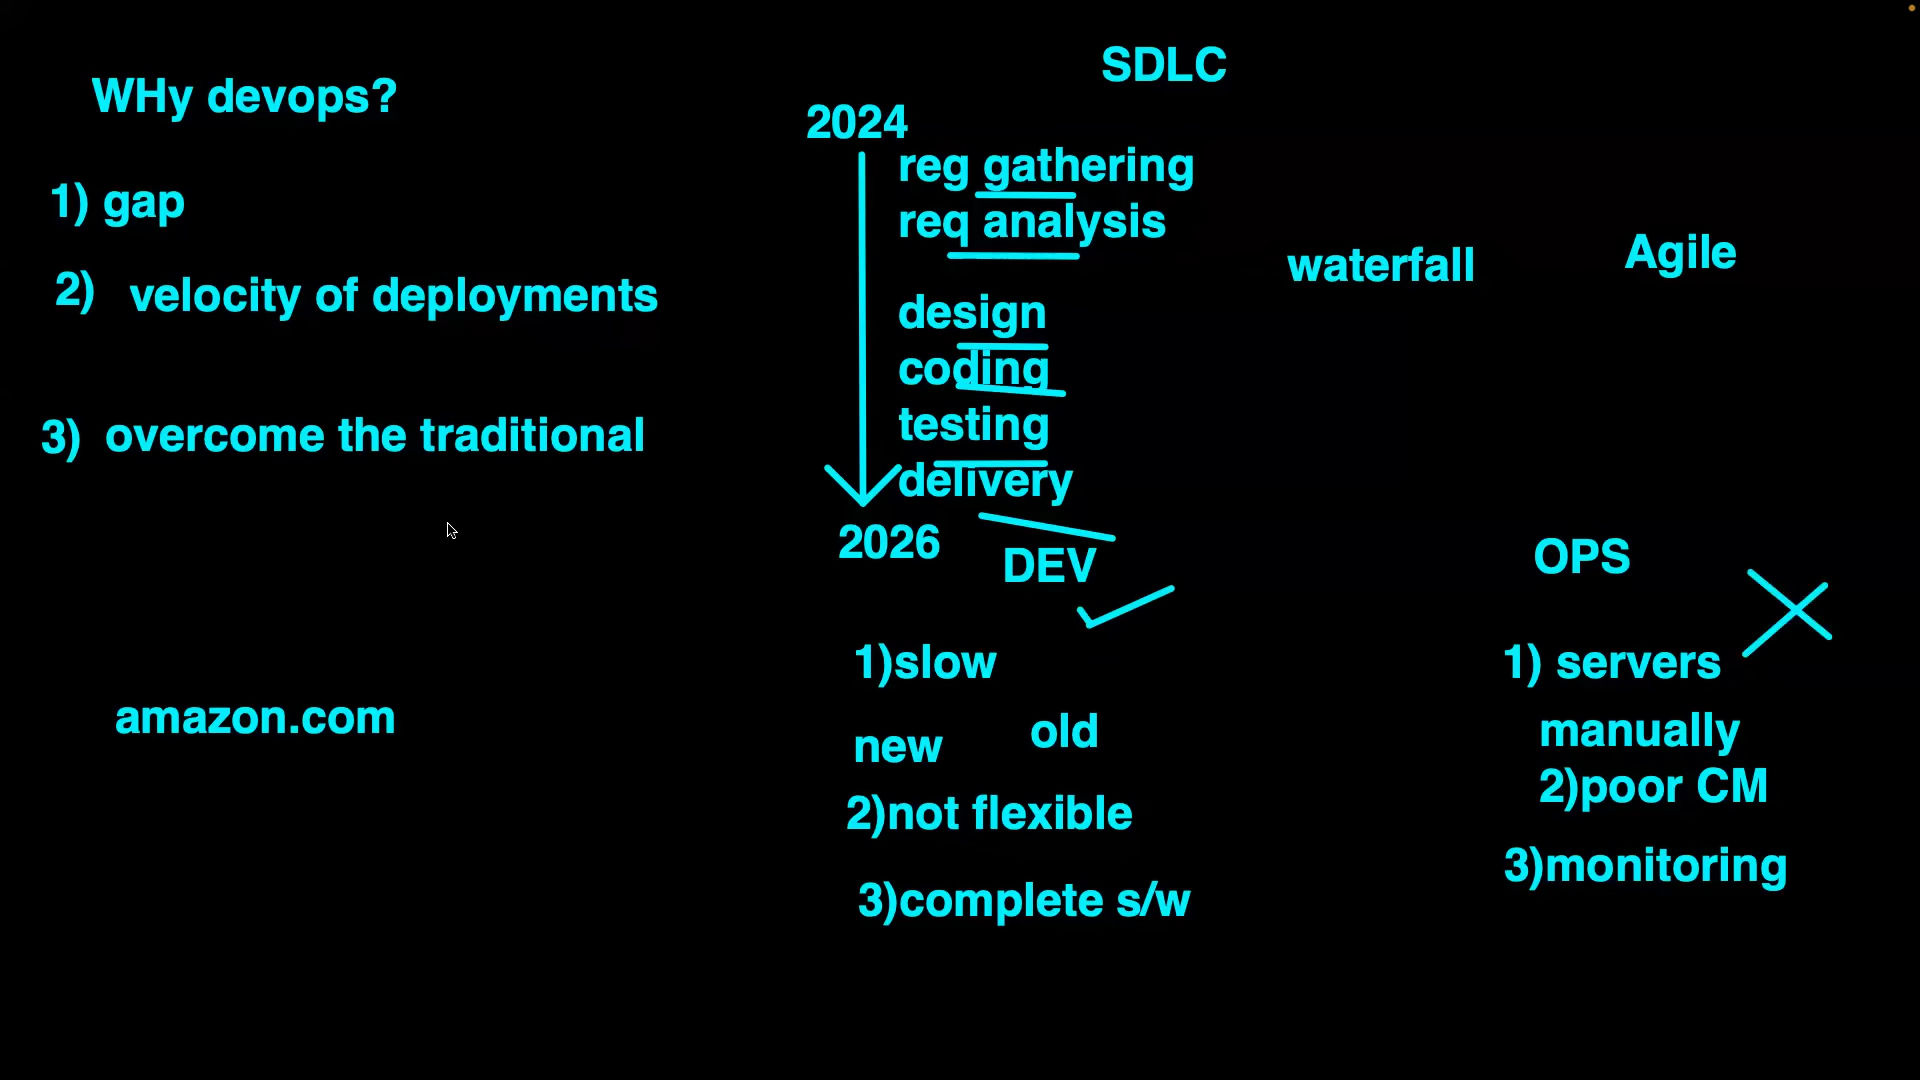 WHy devops?
1) gap
2) velocity of deployments
3) overcome the traditional
amazon.com
SDLC
2024
reg gathering
req analysis
design
coding
testing
delivery
2026
waterfall
Agile
DEV
1)slow
new old
2)not flexible
3)complete s/w
OPS
1) servers
manually
2)poor CM
3)monitoring